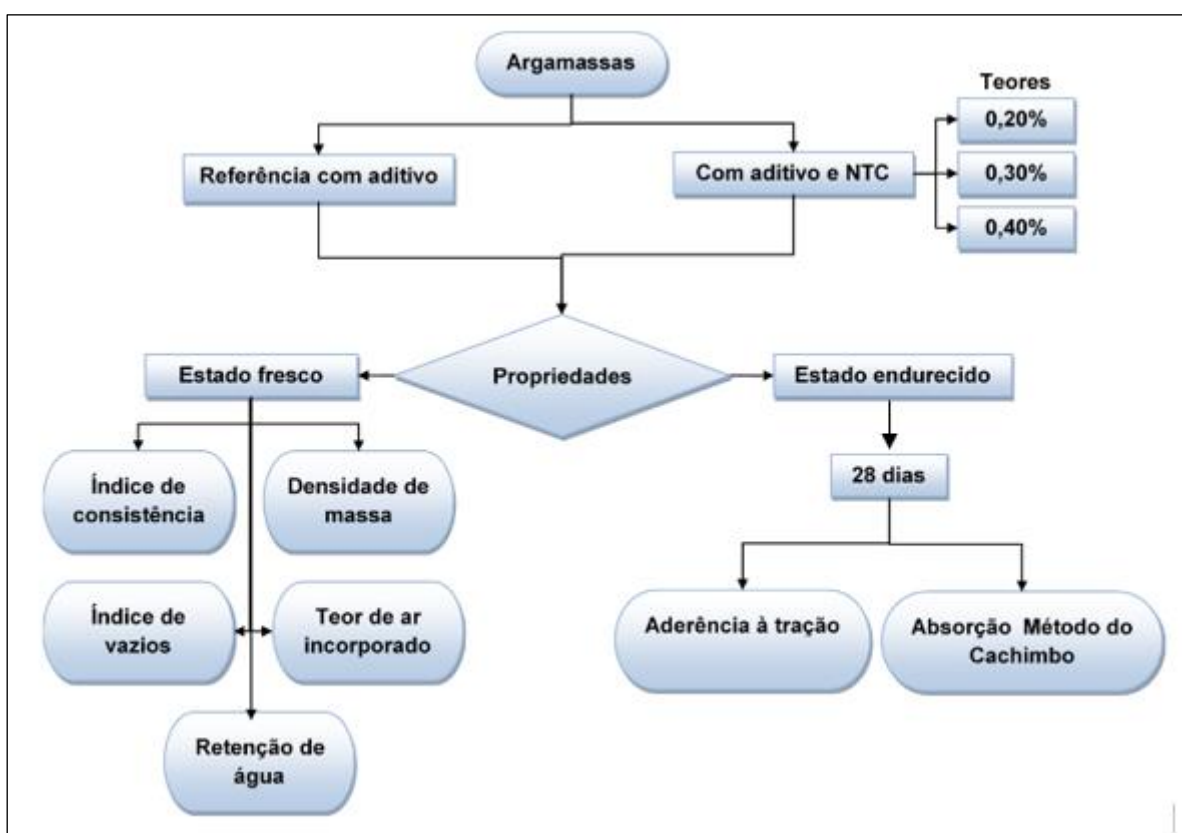 Argamassas
Teores
0,20%
Referência com aditivo
Com aditivo e NTC
0,30%
0,40%
Estado fresco
Propriedades
Estado endurecido
Índice de
consistência
Densidade de
massa
28 dias
Índice de
vazios
Teor de ar
incorporado
Aderência à tração
Absorção Método do
Cachimbo
Retenção de
água